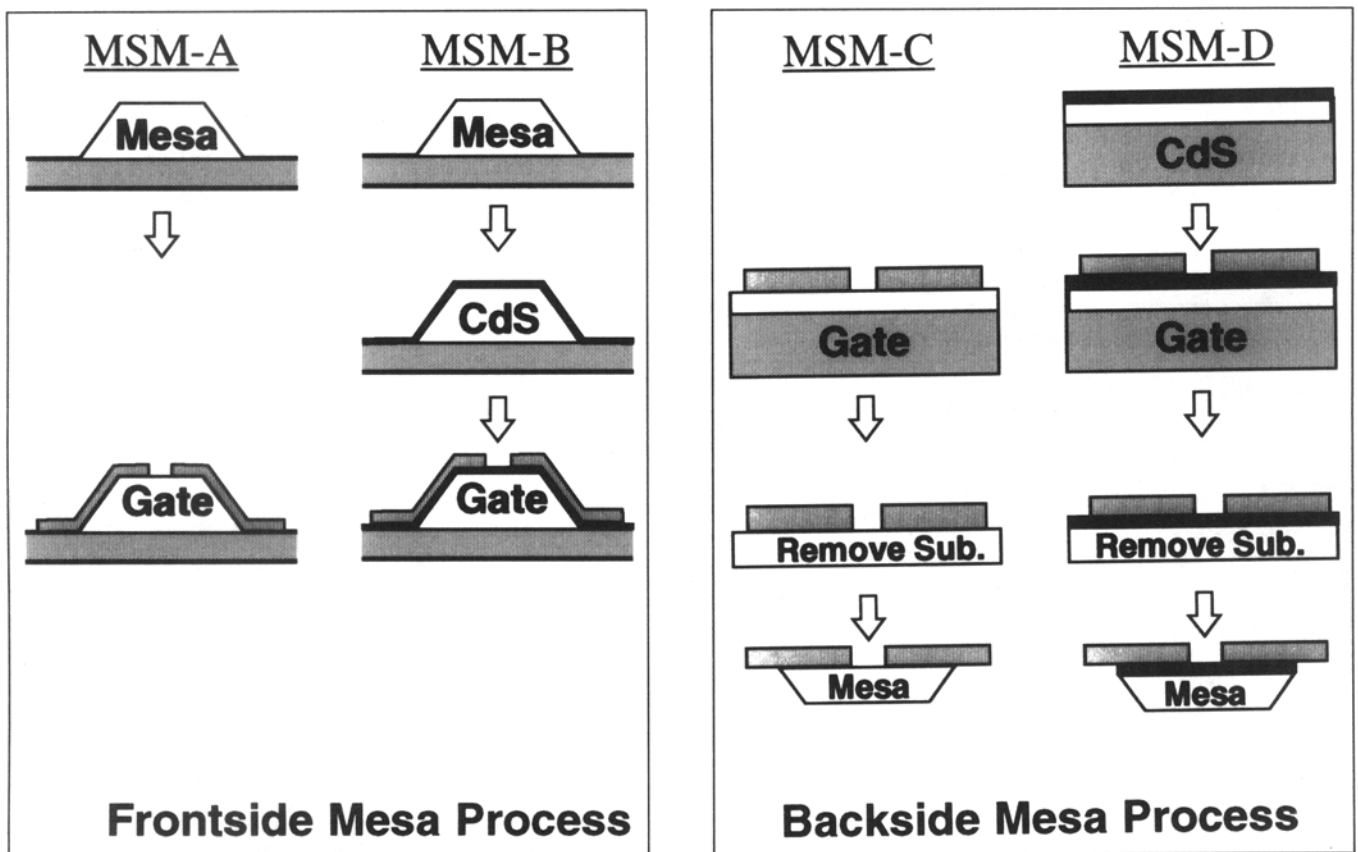 MSM-A
MSM-B
Mesa
Mesa
CdS
Gate
Gate
Frontside Mesa Process
MSM-C
MSM-D
CdS
Gate
Gate
Remove Sub.
Remove Sub.
Mesa
Mesa
Backside Mesa Process